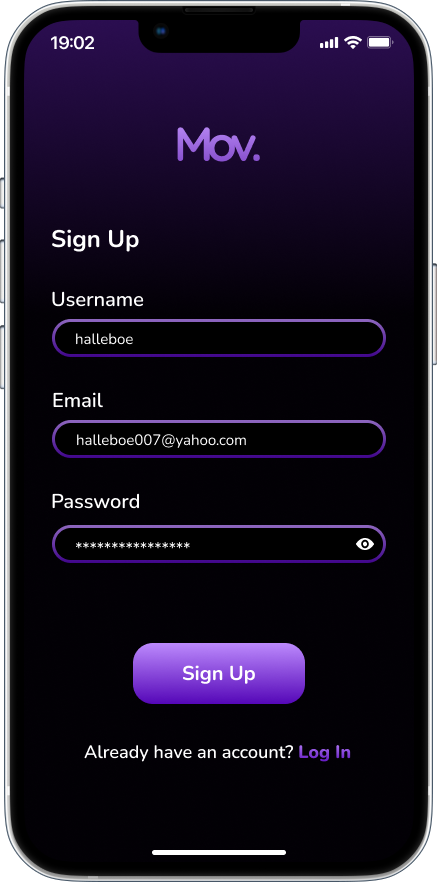 19:02
Mov.
Sign Up
Username
halleboe
Email
halleboe007@yahoo.com
Password
****************
Sign Up
Already have an account? Log In